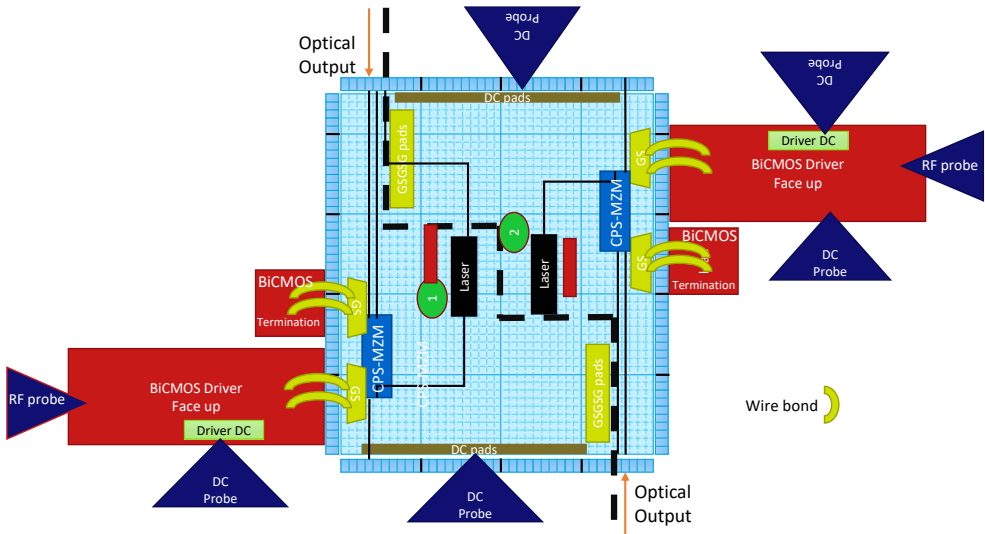 Optical
Output
DC
Probe
DC
Probe
DC pads
Driver DC
BiCMOS Driver
Face up
RF probe
GSGSG pads
GS
CPS-MZM
2
BiCMOS
GS
Termination
DC
Probe
Laser
Laser
1
BiCMOS
Termination
GS
CPS-MZM
CPS-MZM
GS
GSGSG pads
BiCMOS Driver
Face up
RF probe
Driver DC
Wire bond
DC pads
DC
Probe
DC
Probe
Optical
Output